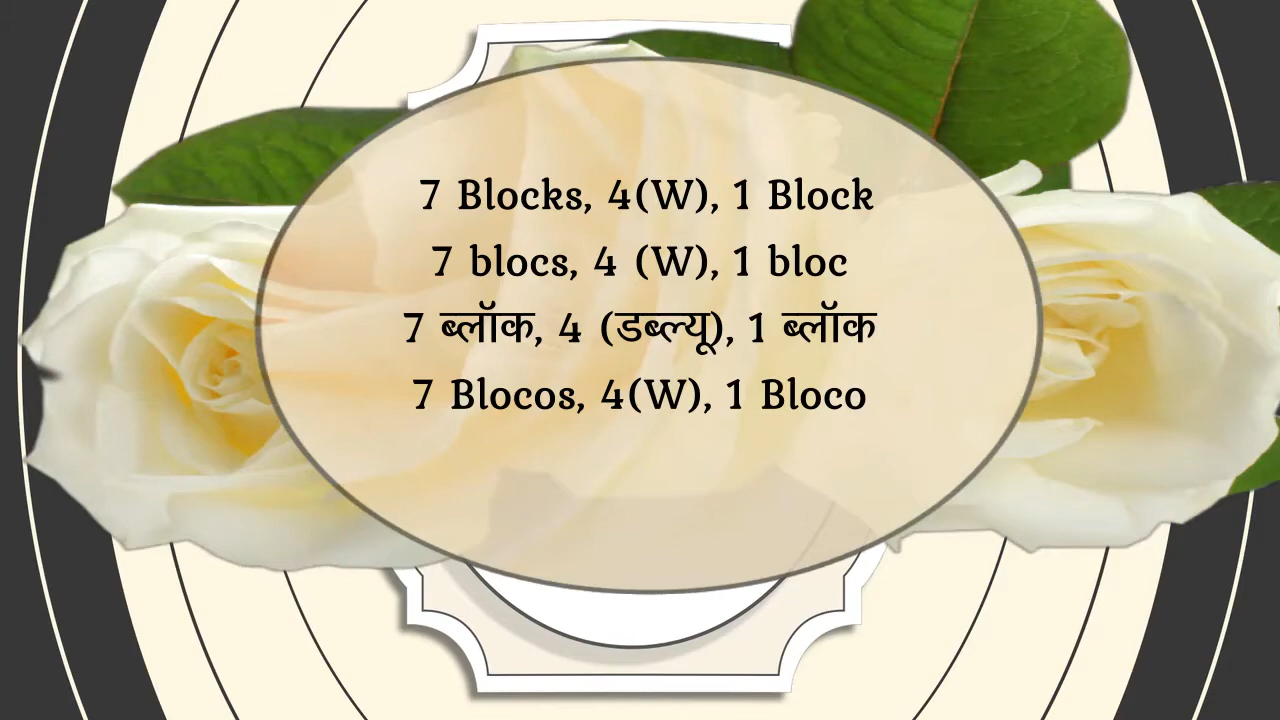 7 Blocks, 4(W), 1 Block
7 blocs, 4 (W), 1 bloc
7 ब्लॉक, 4 (डब्ल्यू), 1 ब्लॉक
7 Blocos, 4(W), 1 Bloco